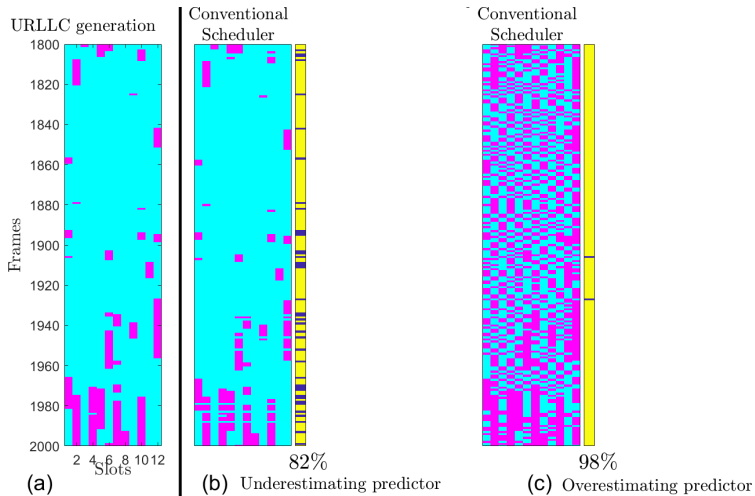 URLLC generation
Conventional
Scheduler
Conventional
Scheduler
1800
1820
1840
1860
1880
1900
1920
1940
1960
1980
2000
Frames
2 4 6 8 10 12
Slots
82%
98%
(a)
(b) Underestimating predictor
(c) Overestimating predictor